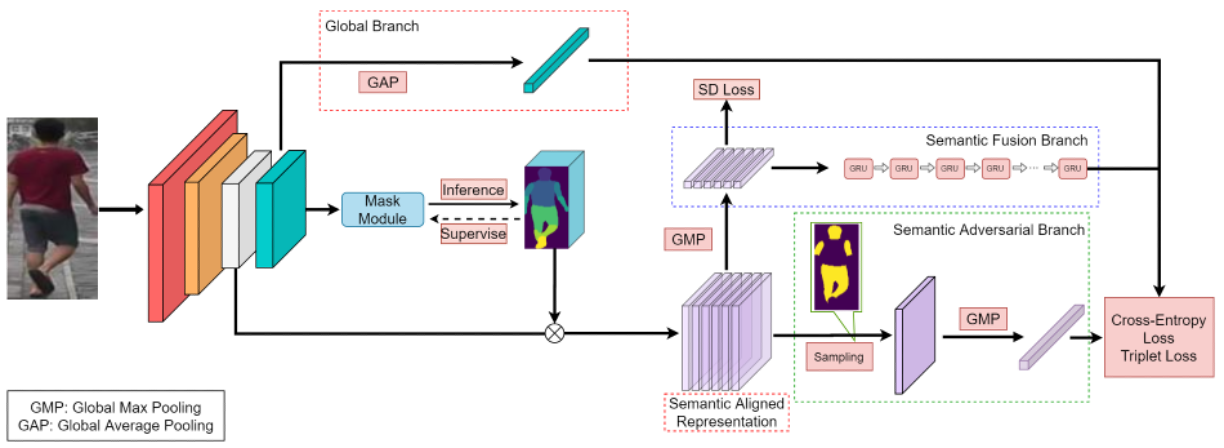 Global Branch
GAP
SD Loss
Semantic Fusion Branch
GRU
GRU
GRU
GRU
...
GRU
Mask
Module
Inference
Supervise
GMP
Semantic Adversarial Branch
GMP
Sampling
Cross-Entropy
Loss
Triplet Loss
Semantic Aligned
Representation
GMP: Global Max Pooling
GAP: Global Average Pooling